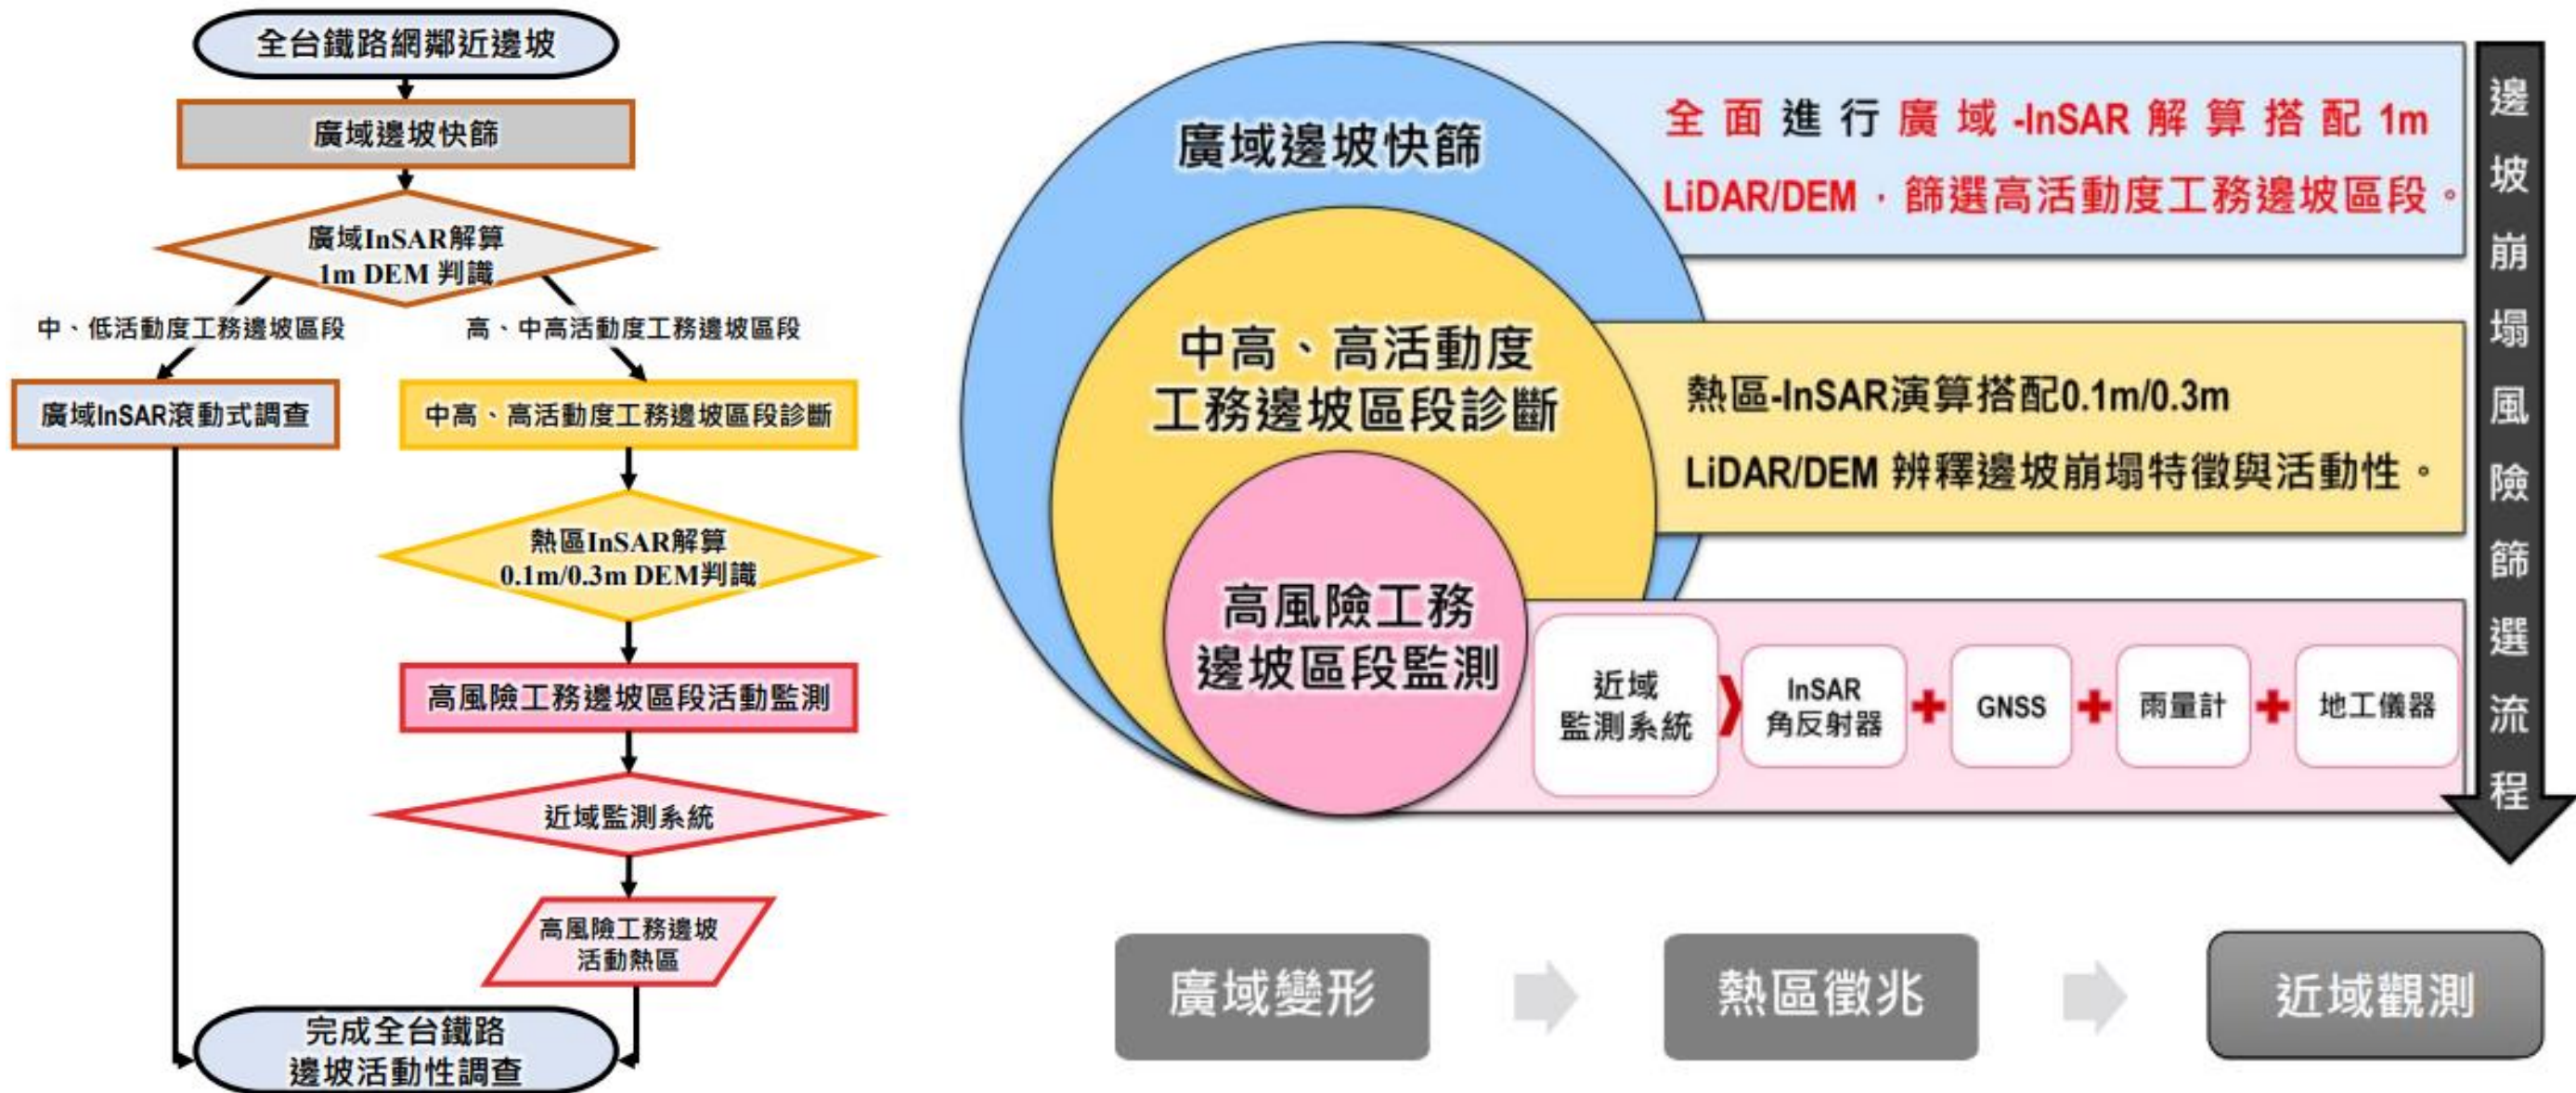 全台鐵路網鄰近邊坡
廣域邊坡快篩
廣域InSAR解算
1m DEM 判識
中、低活動度工務邊坡區段
高、中高活動度工務邊坡區段
廣域InSAR滾動式調查
中高、高活動度工務邊坡區段診斷
熱區InSAR解算
0.1m/0.3m DEM判識
高風險工務邊坡區段活動監測
近域監測系統
高風險工務邊坡
活動熱區
完成全台鐵路
邊坡活動性調查
廣域邊坡快篩
全面進行廣域-InSAR解算搭配1m
LiDAR/DEM，篩選高活動度工務邊坡區段。
中高、高活動度
工務邊坡區段診斷
熱區-InSAR演算搭配0.1m/0.3m
LiDAR/DEM 辨釋邊坡崩塌特徵與活動性。
高風險工務
邊坡區段監測
近域
監測系統
InSAR
角反射器
GNSS
雨量計
地工儀器
邊坡崩塌風險篩選流程
廣域變形
熱區徵兆
近域觀測